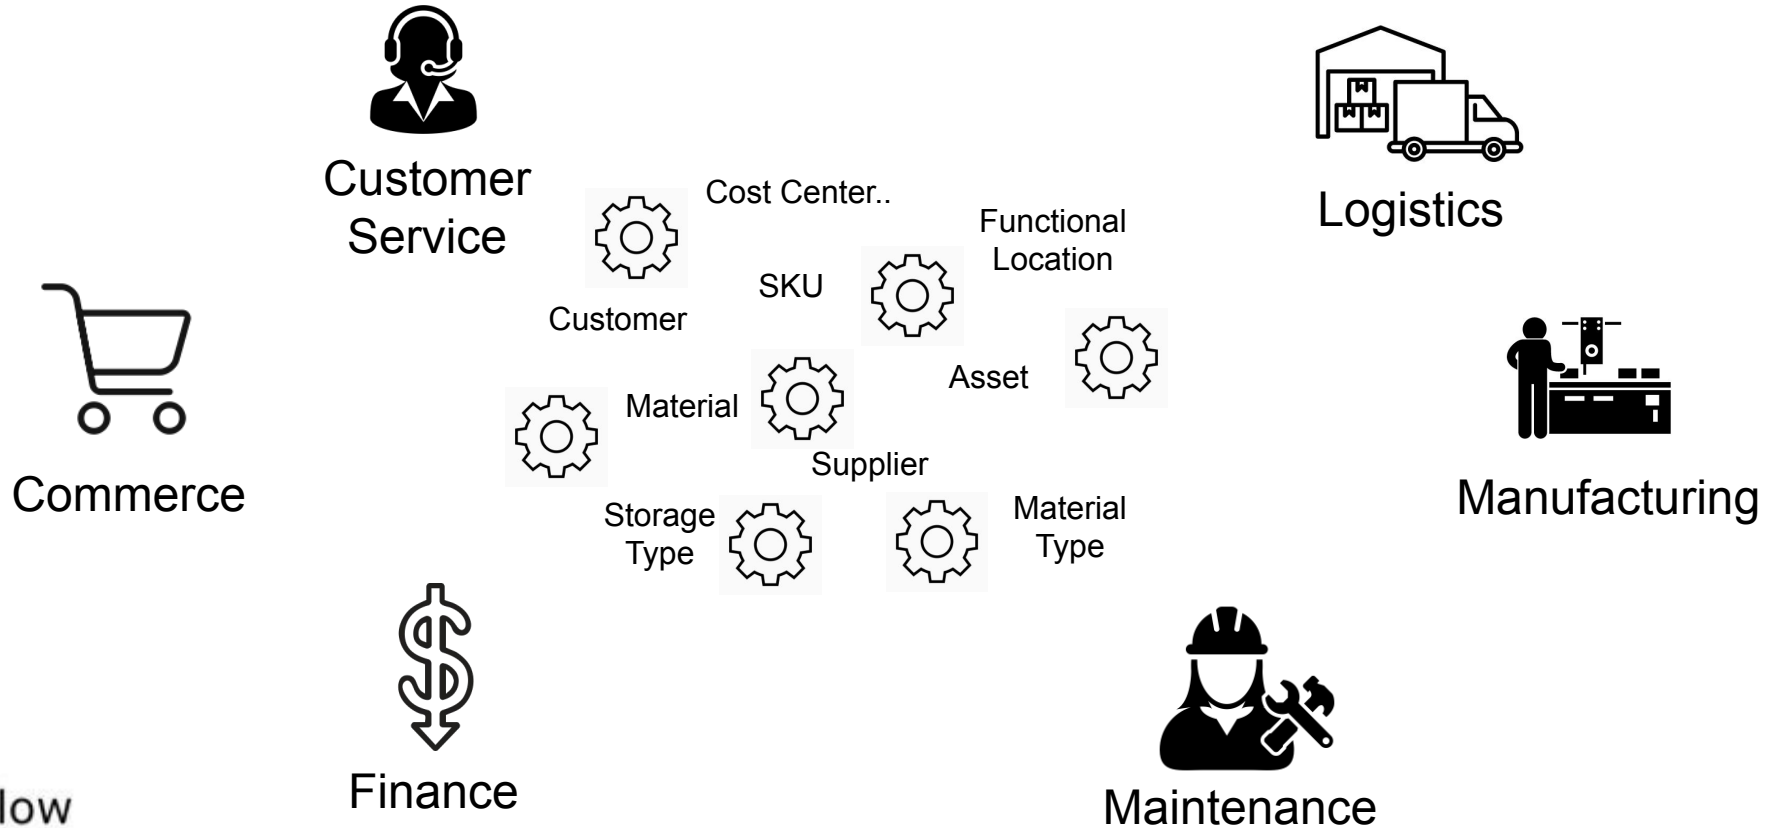 Customer
Service
Cost Center..
Functional
Location
Logistics
SKU
Customer
Asset
Material
Supplier
Commerce
Manufacturing
Storage
Type
Material
Type
Finance
Maintenance